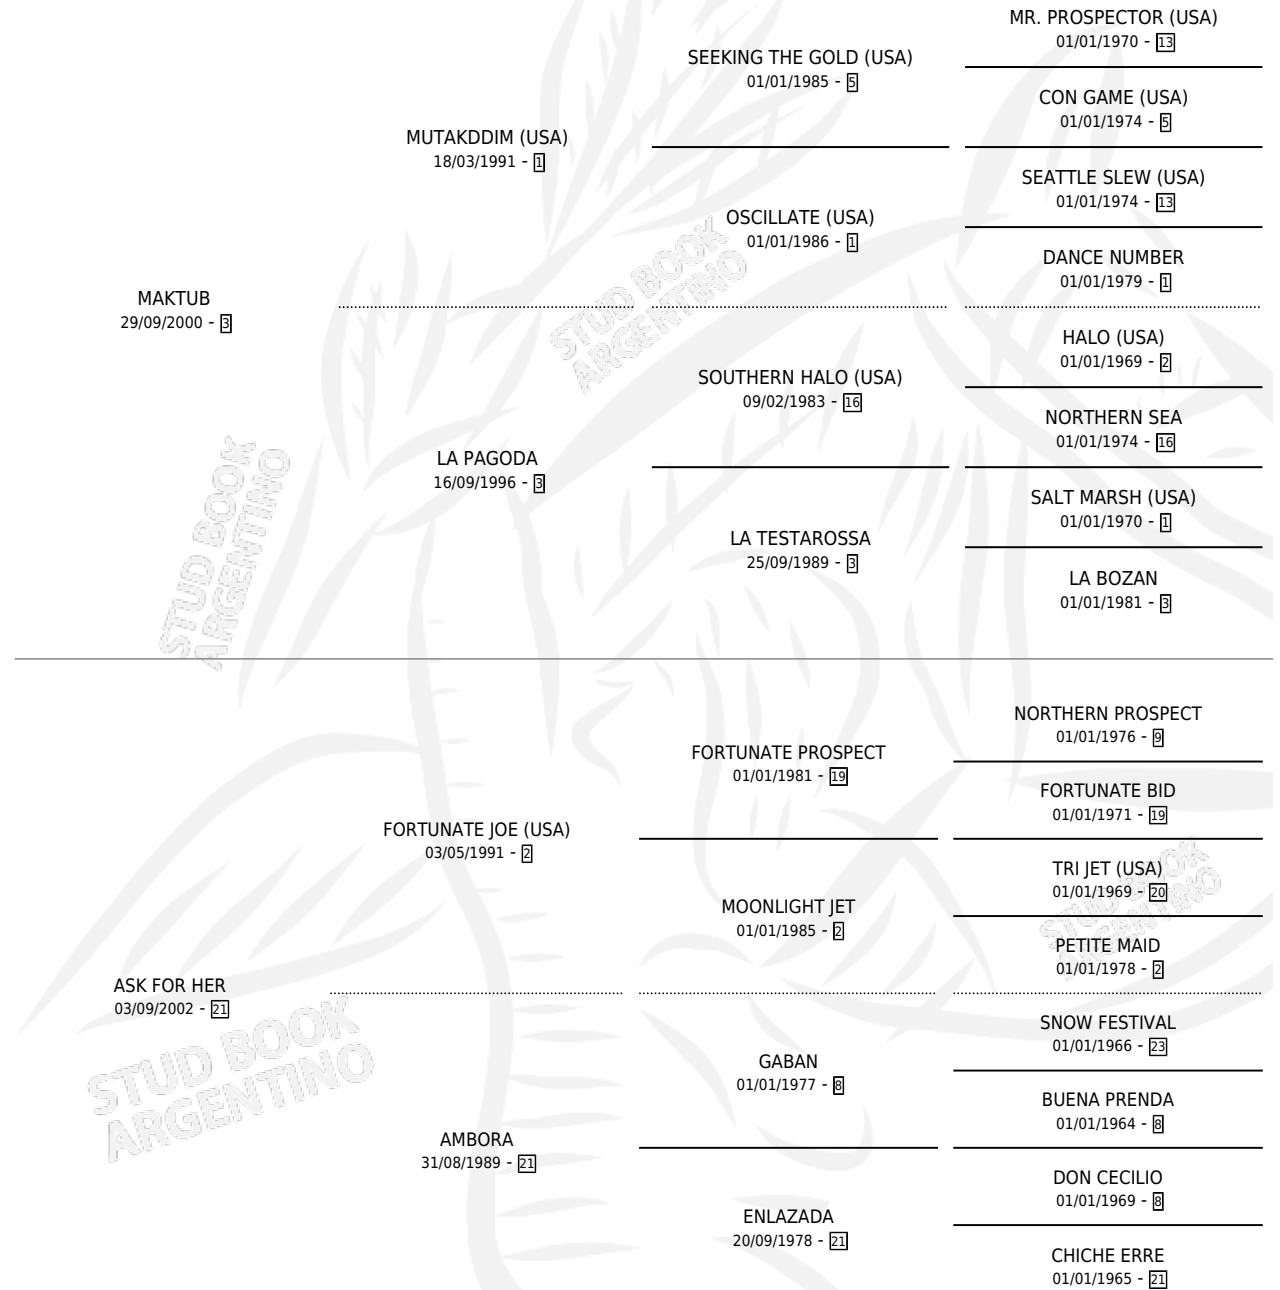 MR. PROSPECTOR (USA)
01/01/1970 - 13
SEEKING THE GOLD (USA)
01/01/1985 - 5
CON GAME (USA)
01/01/1974 - 5
MUTAKDDIM (USA)
18/03/1991 - 1
SEATTLE SLEW (USA)
01/01/1974 - 13
OSCILLATE (USA)
01/01/1986 - 1
DANCE NUMBER
01/01/1979 - 1
MAKTUB
29/09/2000 - 3
HALO (USA)
01/01/1969 - 2
SOUTHERN HALO (USA)
09/02/1983 - 16
NORTHERN SEA
01/01/1974 - 16
LA PAGODA
16/09/1996 - 3
SALT MARSH (USA)
01/01/1970 - 1
LA TESTAROSSA
25/09/1989 - 3
LA BOZAN
01/01/1981 - 3
NORTHERN PROSPECT
01/01/1976 - 9
FORTUNATE PROSPECT
01/01/1981 - 19
FORTUNATE BID
01/01/1971 - 19
FORTUNATE JOE (USA)
03/05/1991 - 2
TRI JET (USA)
01/01/1969 - 20
MOONLIGHT JET
01/01/1985 - 2
PETITE MAID
01/01/1978 - 2
ASK FOR HER
03/09/2002 - 21
SNOW FESTIVAL
01/01/1966 - 23
GABAN
01/01/1977 - 8
BUENA PRENDA
01/01/1964 - 8
AMBORA
31/08/1989 - 21
DON CECILIO
01/01/1969 - 8
ENLAZADA
20/09/1978 - 21
CHICHE ERRE
01/01/1965 - 21
STUD BOOK
ARGENTINO
STUD BOOK
ARGENTINO
STUD BOOK
ARGENTINO
STUD BOOK
ARGENTINO